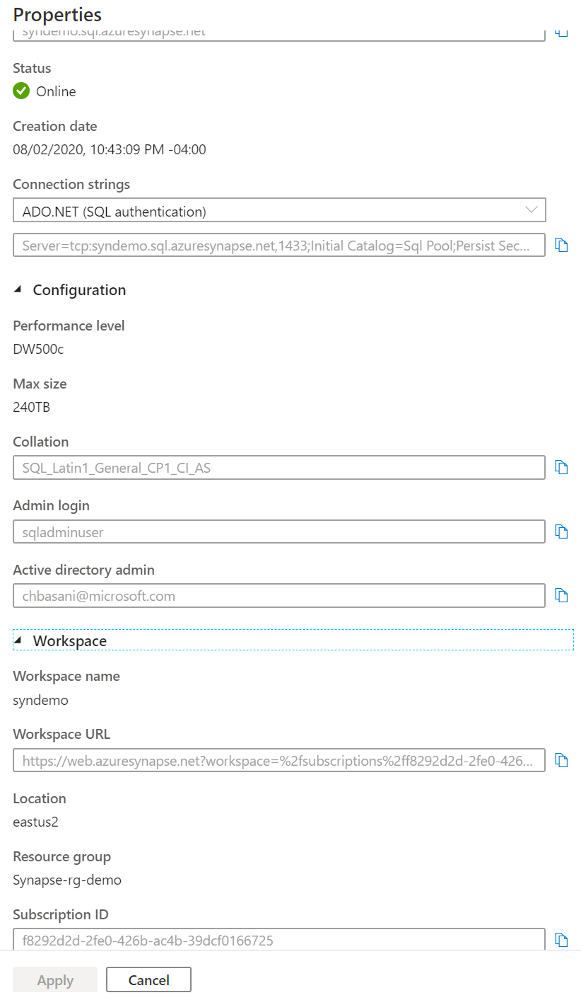 Properties
syndemo.sql.azuresynapse.net
Status
Online
Creation date
08/02/2020, 10:43:09 PM -04:00
Connection strings
ADO.NET (SQL authentication)
Server=tcp:syndemo.sql.azuresynapse.net,1433;Initial Catalog=Sql Pool;Persist Sec...
Configuration
Performance level
DW500c
Max size
240TB
Collation
SQL_Latin1_General_CP1_CI_AS
Admin login
sqladminuser
Active directory admin
chbasani@microsoft.com
Workspace
Workspace name
syndemo
Workspace URL
https://web.azuresynapse.net?workspace=%2fsubscriptions%2ff8292d2d-2fe0-426...
Location
eastus2
Resource group
Synapse-rg-demo
Subscription ID
f8292d2d-2fe0-426b-ac4b-39dcf0166725
Apply
Cancel